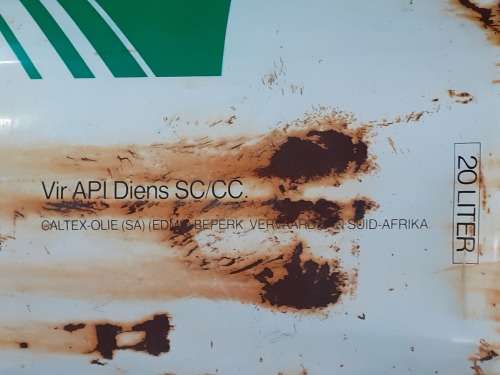 Vir API Diens SC/CC.
CALTEX-OLIE (SA) BEPERK. SUID-AFRIKA
20 LITER